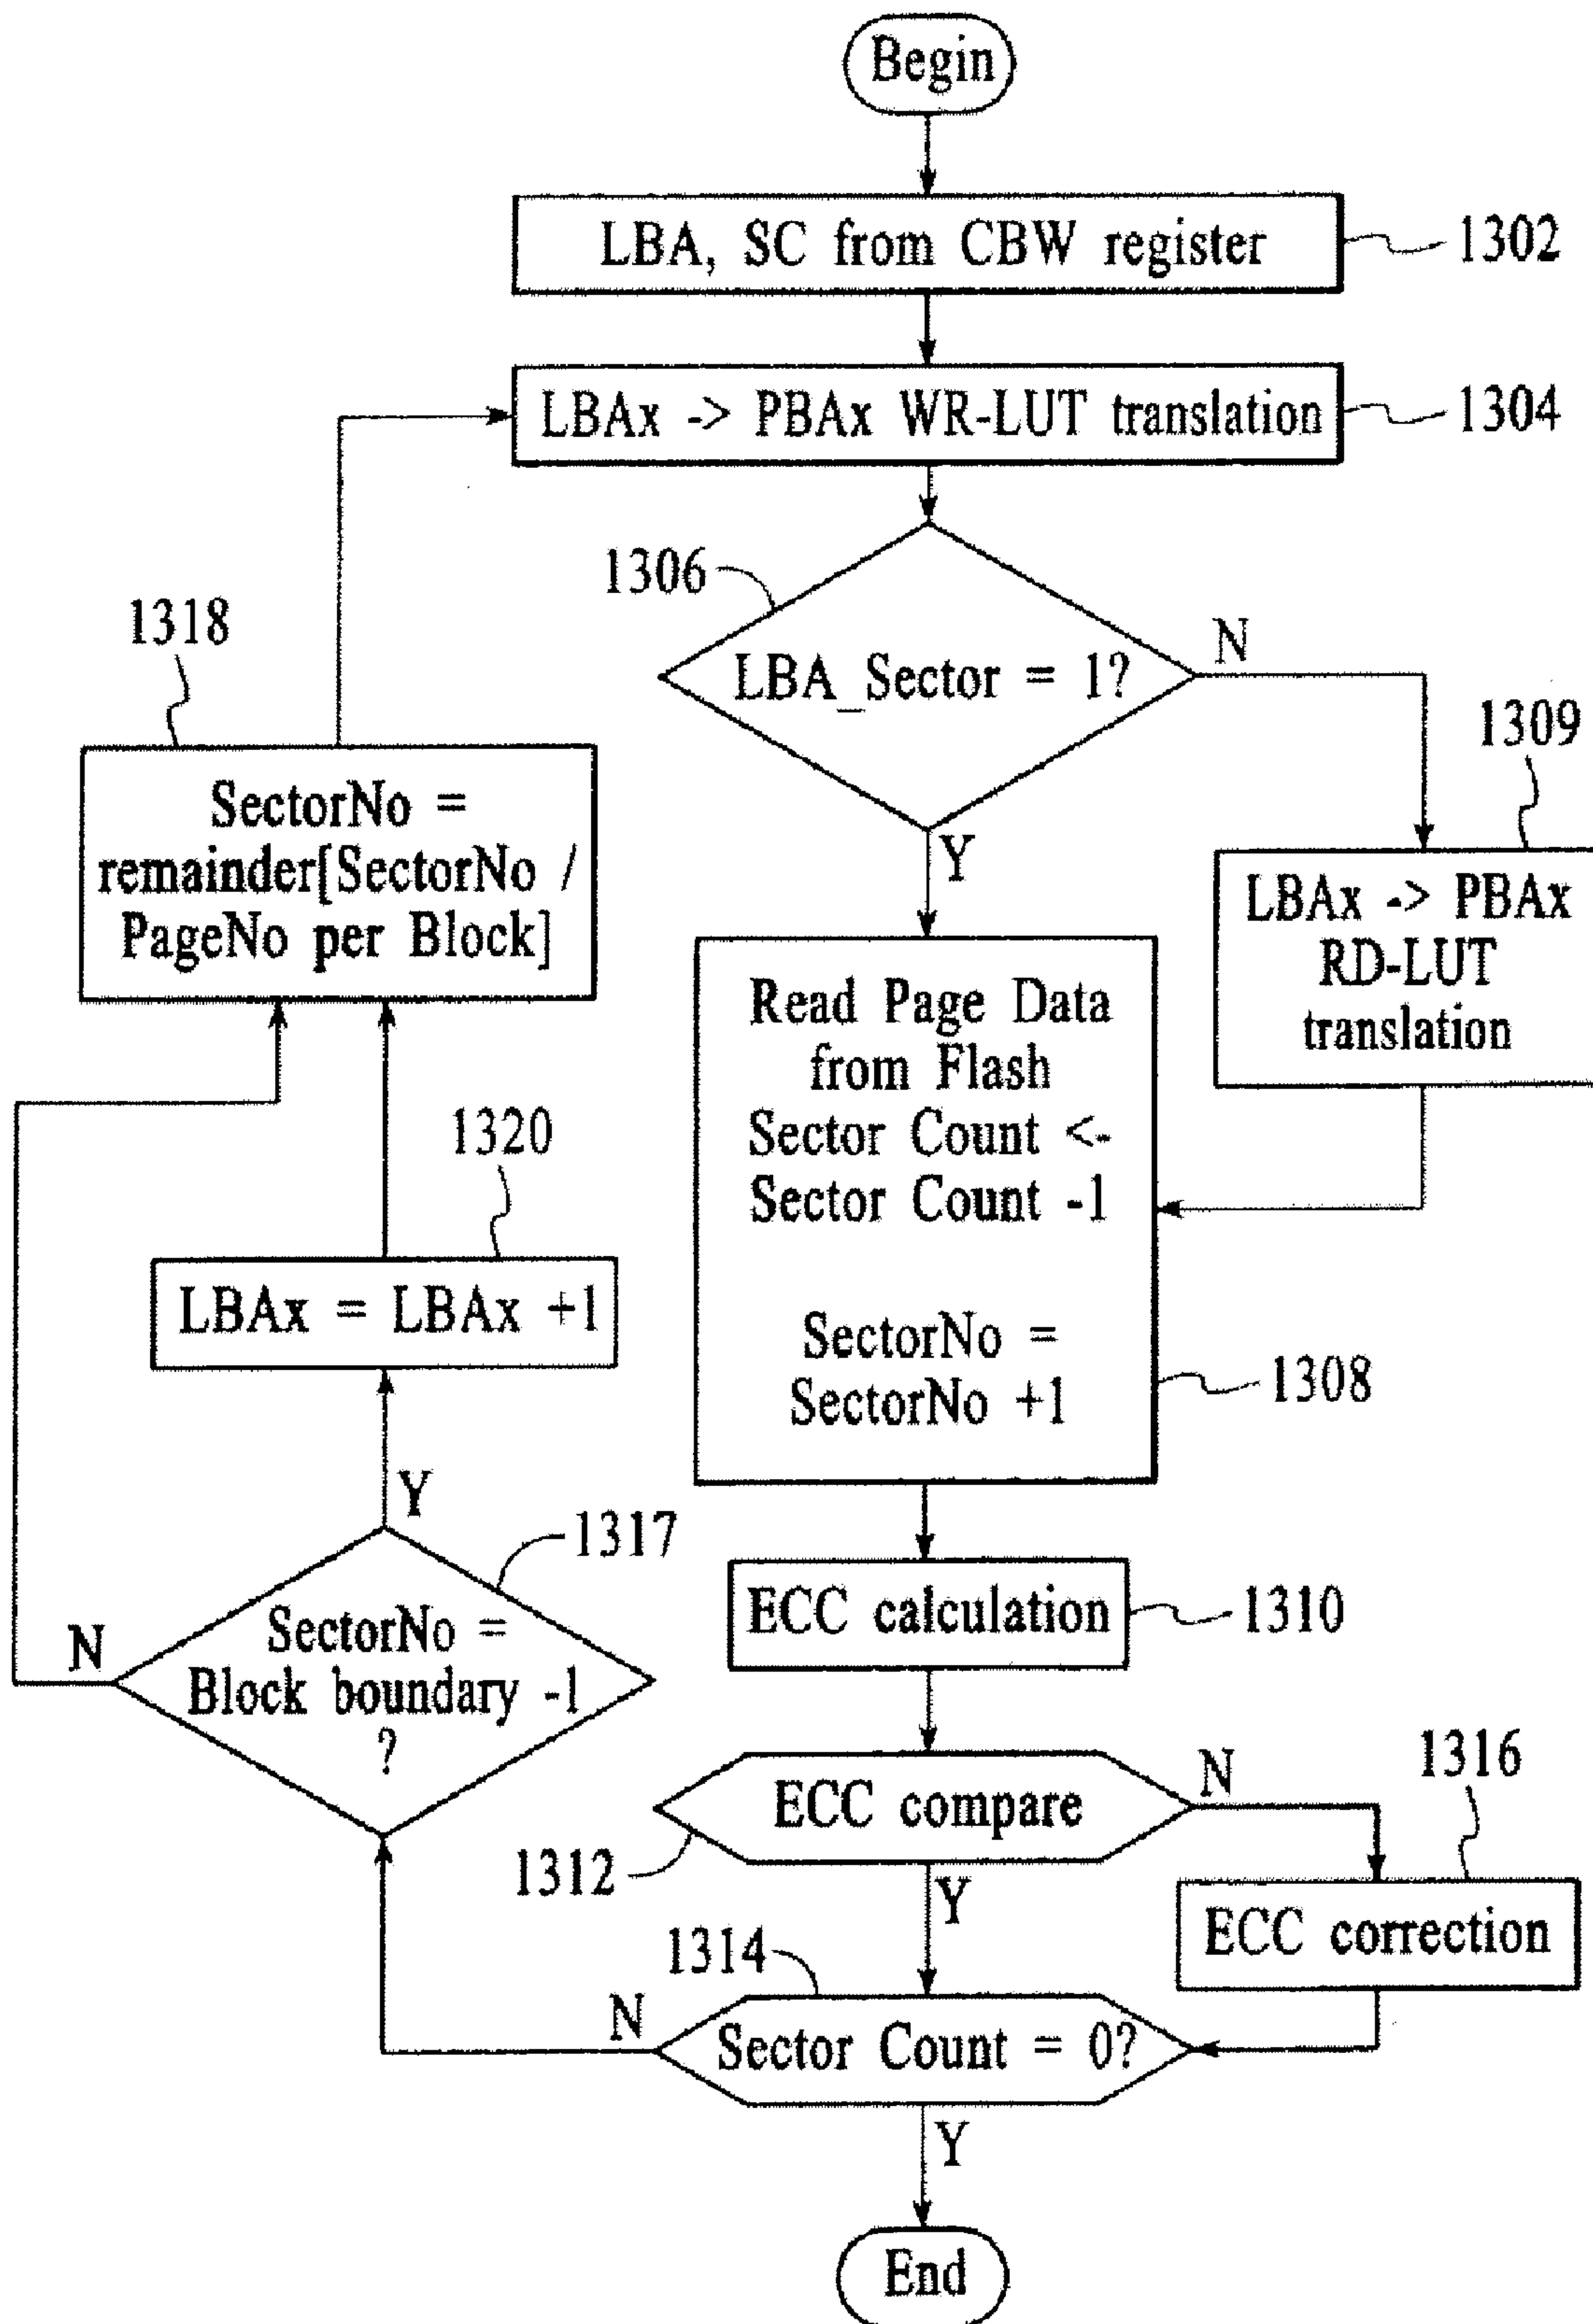 Begin
LBA, SC from CBW register
1302
LBAx -> PBAx WR-LUT translation
1304
1306
LBA_Sector = 1?
N
Y
1309
LBAx -> PBAx
RD-LUT
translation
1318
SectorNo =
remainder[SectorNo /
PageNo per Block]
Read Page Data
from Flash
Sector Count <-
Sector Count -1
SectorNo =
SectorNo +1
1308
1320
LBAx = LBAx +1
Y
1317
SectorNo =
Block boundary -1
?
N
ECC calculation
1310
ECC compare
1312
N
Y
1316
ECC correction
1314
Sector Count = 0?
N
Y
End